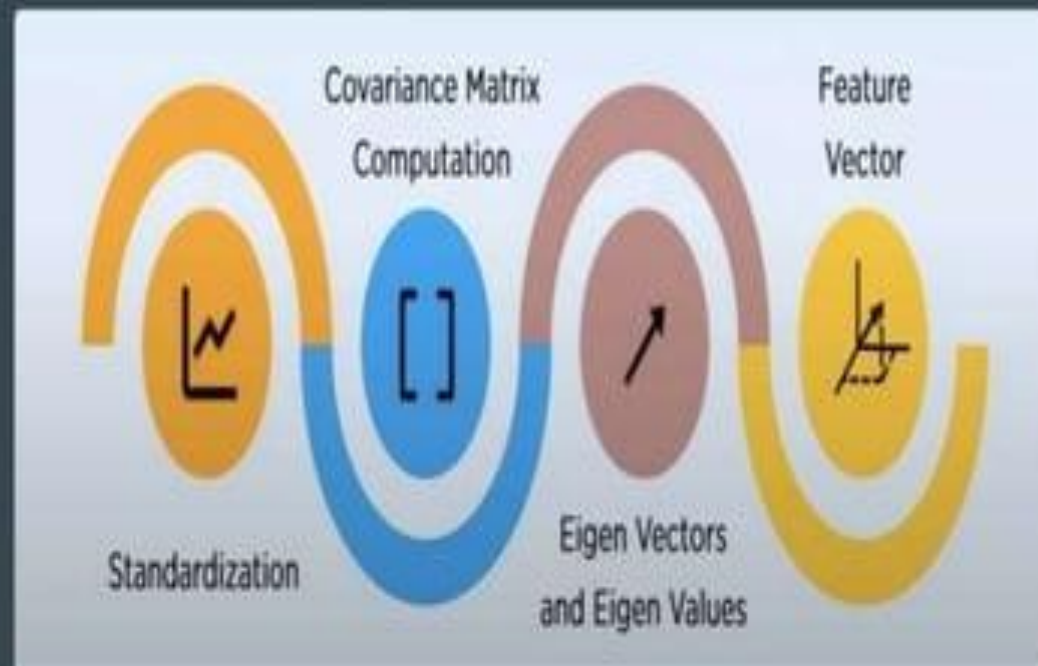 Standardization
Covariance Matrix
Computation
Eigen Vectors
and Eigen Values
Feature
Vector